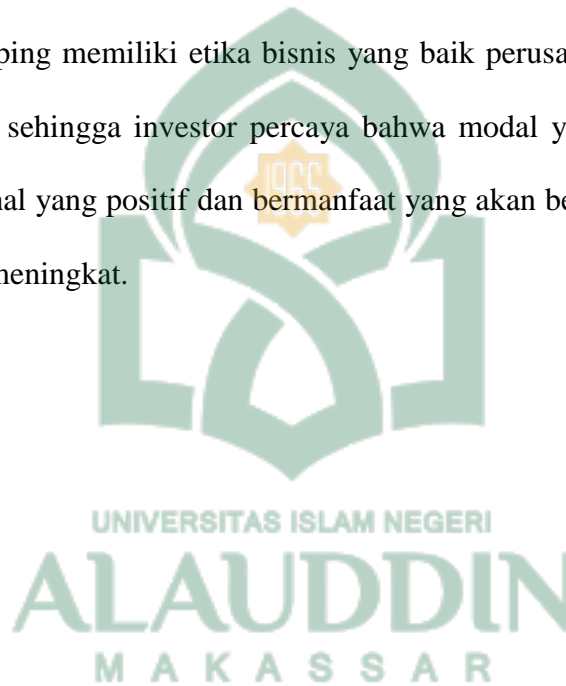 ping memiliki etika bisnis yang baik perusa
sehingga investor percaya bahwa modal y
nal yang positif dan bermanfaat yang akan be
meningkat.
1965
UNIVERSITAS ISLAM NEGERI
ALAUDDIN
MAKASSAR